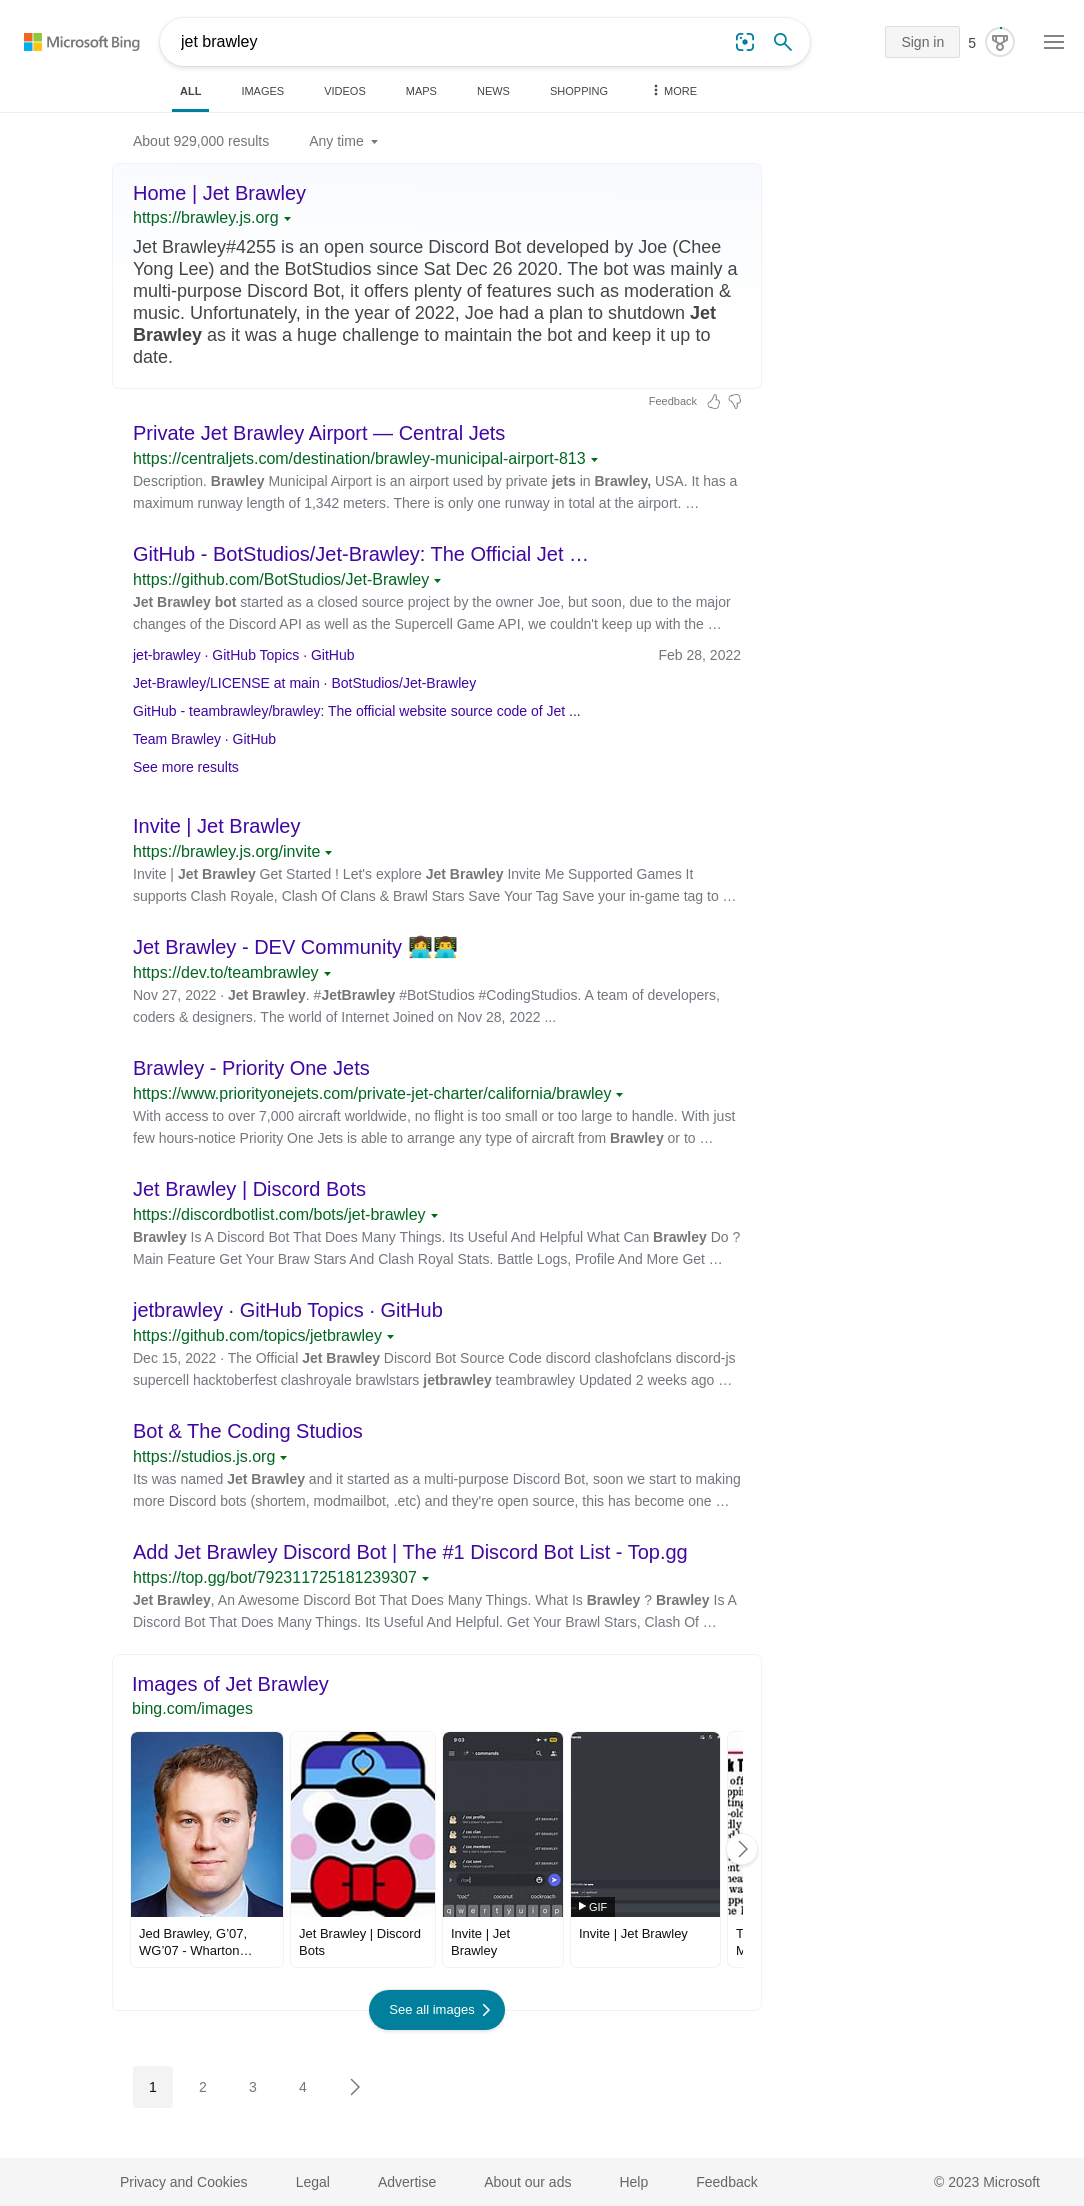 Microsoft Bing
jet brawley
Sign in
5
ALL
IMAGES
VIDEOS
MAPS
NEWS
SHOPPING
MORE
About 929,000 results
Any time
Home | Jet Brawley
https://brawley.js.org
Jet Brawley#4255 is an open source Discord Bot developed by Joe (Chee
Yong Lee) and the BotStudios since Sat Dec 26 2020. The bot was mainly a
multi-purpose Discord Bot, it offers plenty of features such as moderation &
music. Unfortunately, in the year of 2022, Joe had a plan to shutdown Jet
Brawley as it was a huge challenge to maintain the bot and keep it up to
date.
Feedback
Private Jet Brawley Airport — Central Jets
https://centraljets.com/destination/brawley-municipal-airport-813
Description. Brawley Municipal Airport is an airport used by private jets in Brawley, USA. It has a
maximum runway length of 1,342 meters. There is only one runway in total at the airport. …
GitHub - BotStudios/Jet-Brawley: The Official Jet …
https://github.com/BotStudios/Jet-Brawley
Jet Brawley bot started as a closed source project by the owner Joe, but soon, due to the major
changes of the Discord API as well as the Supercell Game API, we couldn't keep up with the …
jet-brawley · GitHub Topics · GitHub
Feb 28, 2022
Jet-Brawley/LICENSE at main · BotStudios/Jet-Brawley
GitHub - teambrawley/brawley: The official website source code of Jet ...
Team Brawley · GitHub
See more results
Invite | Jet Brawley
https://brawley.js.org/invite
Invite | Jet Brawley Get Started ! Let's explore Jet Brawley Invite Me Supported Games It
supports Clash Royale, Clash Of Clans & Brawl Stars Save Your Tag Save your in-game tag to …
Jet Brawley - DEV Community 👩‍💻👨‍💻
https://dev.to/teambrawley
Nov 27, 2022 · Jet Brawley. #JetBrawley #BotStudios #CodingStudios. A team of developers,
coders & designers. The world of Internet Joined on Nov 28, 2022 ...
Brawley - Priority One Jets
https://www.priorityonejets.com/private-jet-charter/california/brawley
With access to over 7,000 aircraft worldwide, no flight is too small or too large to handle. With just
few hours-notice Priority One Jets is able to arrange any type of aircraft from Brawley or to …
Jet Brawley | Discord Bots
https://discordbotlist.com/bots/jet-brawley
Brawley Is A Discord Bot That Does Many Things. Its Useful And Helpful What Can Brawley Do ?
Main Feature Get Your Braw Stars And Clash Royal Stats. Battle Logs, Profile And More Get …
jetbrawley · GitHub Topics · GitHub
https://github.com/topics/jetbrawley
Dec 15, 2022 · The Official Jet Brawley Discord Bot Source Code discord clashofclans discord-js
supercell hacktoberfest clashroyale brawlstars jetbrawley teambrawley Updated 2 weeks ago …
Bot & The Coding Studios
https://studios.js.org
Its was named Jet Brawley and it started as a multi-purpose Discord Bot, soon we start to making
more Discord bots (shortem, modmailbot, .etc) and they're open source, this has become one …
Add Jet Brawley Discord Bot | The #1 Discord Bot List - Top.gg
https://top.gg/bot/792311725181239307
Jet Brawley, An Awesome Discord Bot That Does Many Things. What Is Brawley ? Brawley Is A
Discord Bot That Does Many Things. Its Useful And Helpful. Get Your Brawl Stars, Clash Of …
Images of Jet Brawley
bing.com/images
9:03
commands
/ coc profile
/ coc clan
/ coc members
/ coc save
/coc
"coc" coconut cockroach
q w e r t y u i o p
GIF
Jed Brawley, G’07,
WG’07 - Wharton…
Jet Brawley | Discord
Bots
Invite | Jet
Brawley
Invite | Jet Brawley
See all images
1
2
3
4
Privacy and Cookies
Legal
Advertise
About our ads
Help
Feedback
© 2023 Microsoft